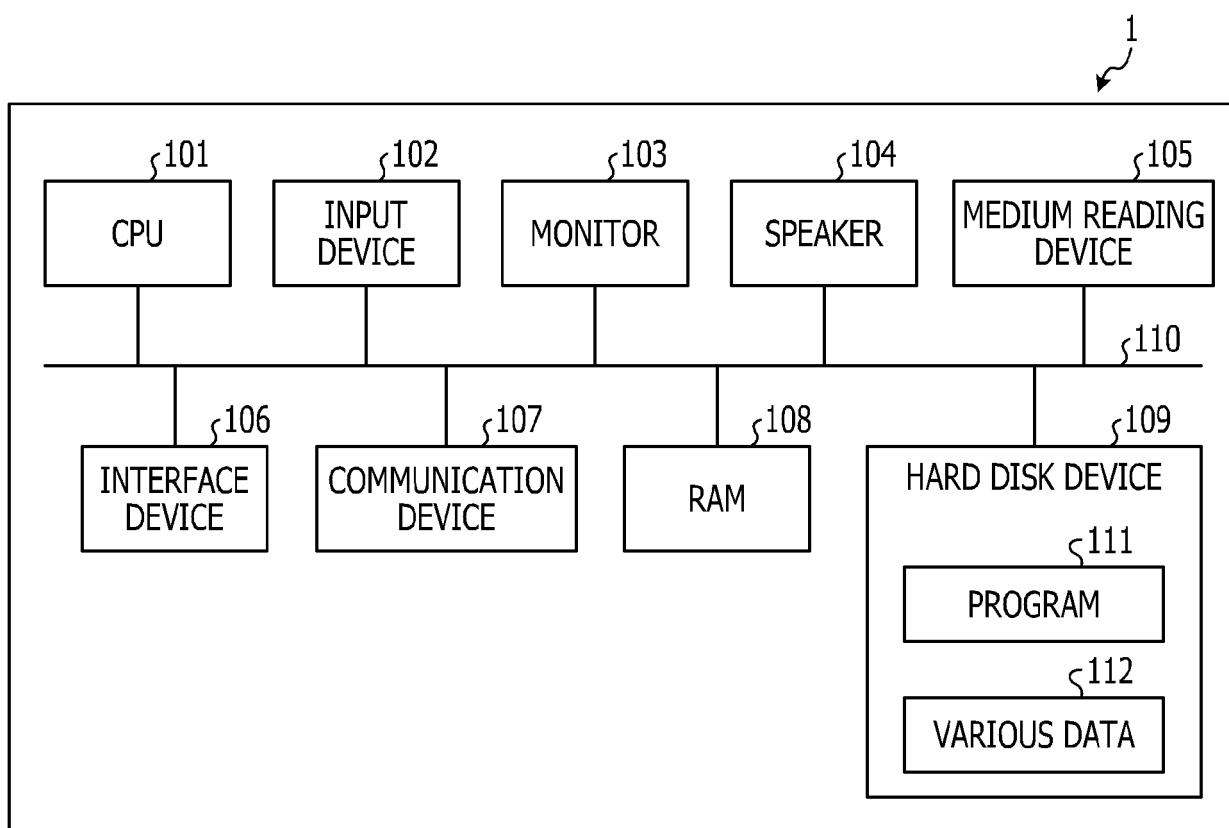 1
101
102
103
104
105
CPU
INPUT
DEVICE
MONITOR
SPEAKER
MEDIUM READING
DEVICE
110
106
107
108
109
INTERFACE
DEVICE
COMMUNICATION
DEVICE
RAM
HARD DISK DEVICE
111
PROGRAM
112
VARIOUS DATA